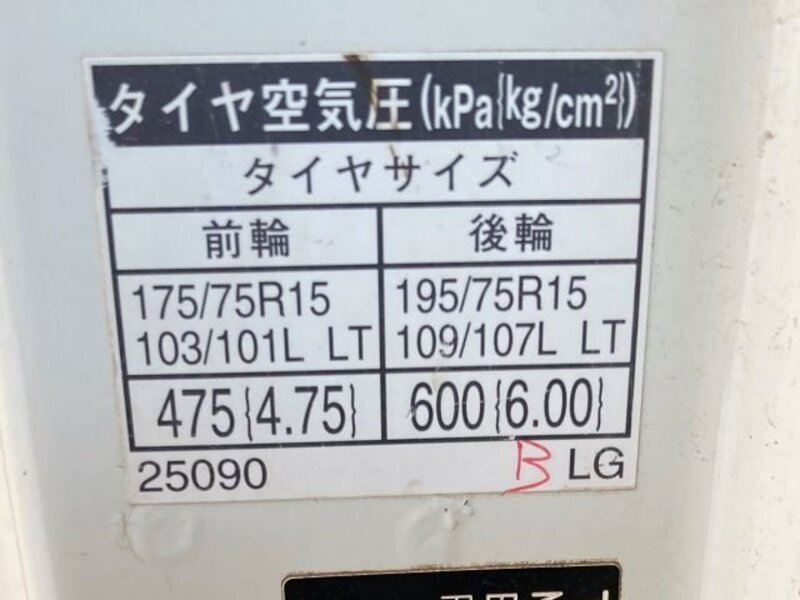 タイヤ空気圧(kPa{kg/cm²})
タイヤサイズ
前輪 後輪
175/75R15 195/75R15
103/101L LT 109/107L LT
475{4.75} 600{6.00}
25090 B LG